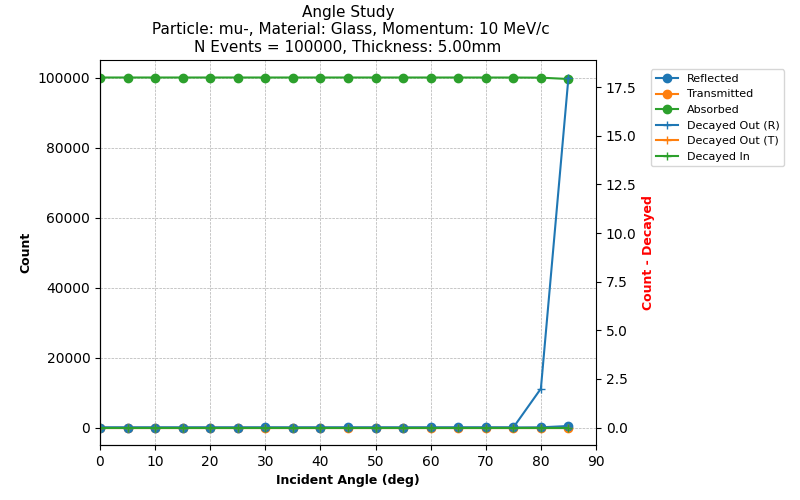 Angle Study
Particle: mu-, Material: Glass, Momentum: 10 MeV/c
N Events = 100000, Thickness: 5.00mm
100000
80000
60000
40000
20000
0
Count
17.5
15.0
12.5
10.0
7.5
5.0
2.5
0.0
Count - Decayed
Reflected
Transmitted
Absorbed
Decayed Out (R)
Decayed Out (T)
Decayed In
0 10 20 30 40 50 60 70 80 90
Incident Angle (deg)